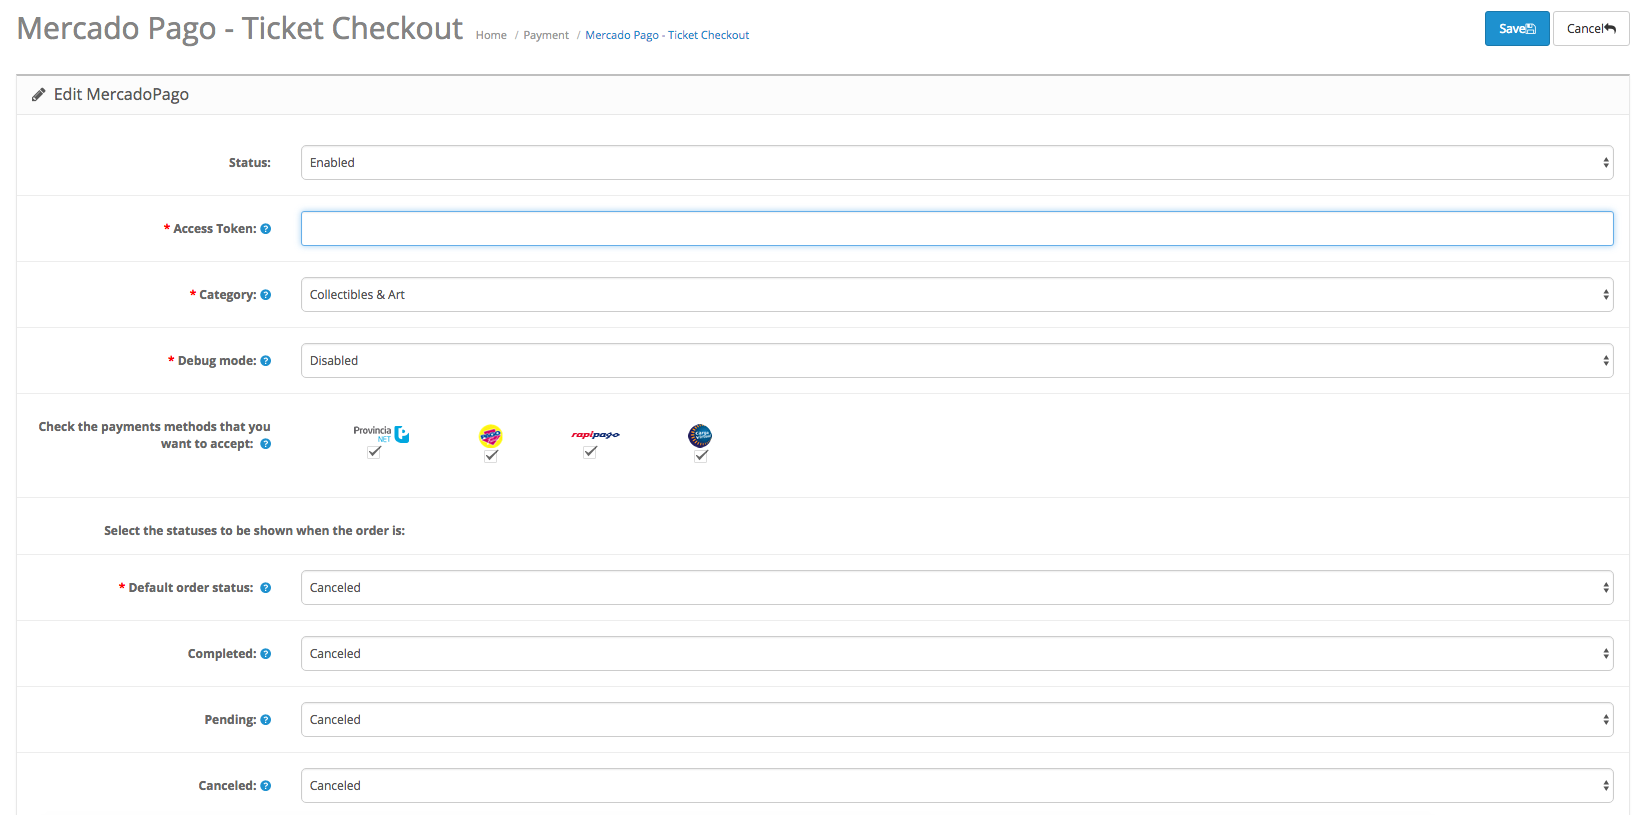 Mercado Pago - Ticket Checkout
Home / Payment / Mercado Pago - Ticket Checkout
Save
Cancel
Edit MercadoPago
Status:
Enabled
* Access Token:
* Category:
Collectibles & Art
* Debug mode:
Disabled
Check the payments methods that you
want to accept:
Provincia
NET
rapipago
Select the statuses to be shown when the order is:
* Default order status:
Canceled
Completed:
Canceled
Pending:
Canceled
Canceled:
Canceled